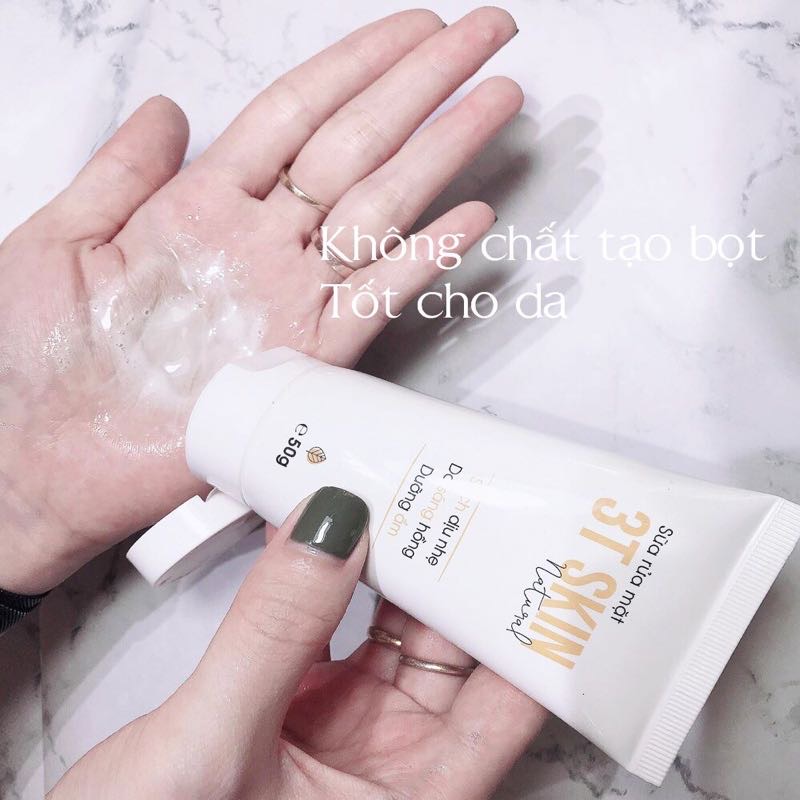 Không chất tạo bọt
Tốt cho da
Sữa rửa mặt
3T SKIN
Natural
dịu nhẹ
sáng hồng
Dưỡng ẩm
℮ 50g